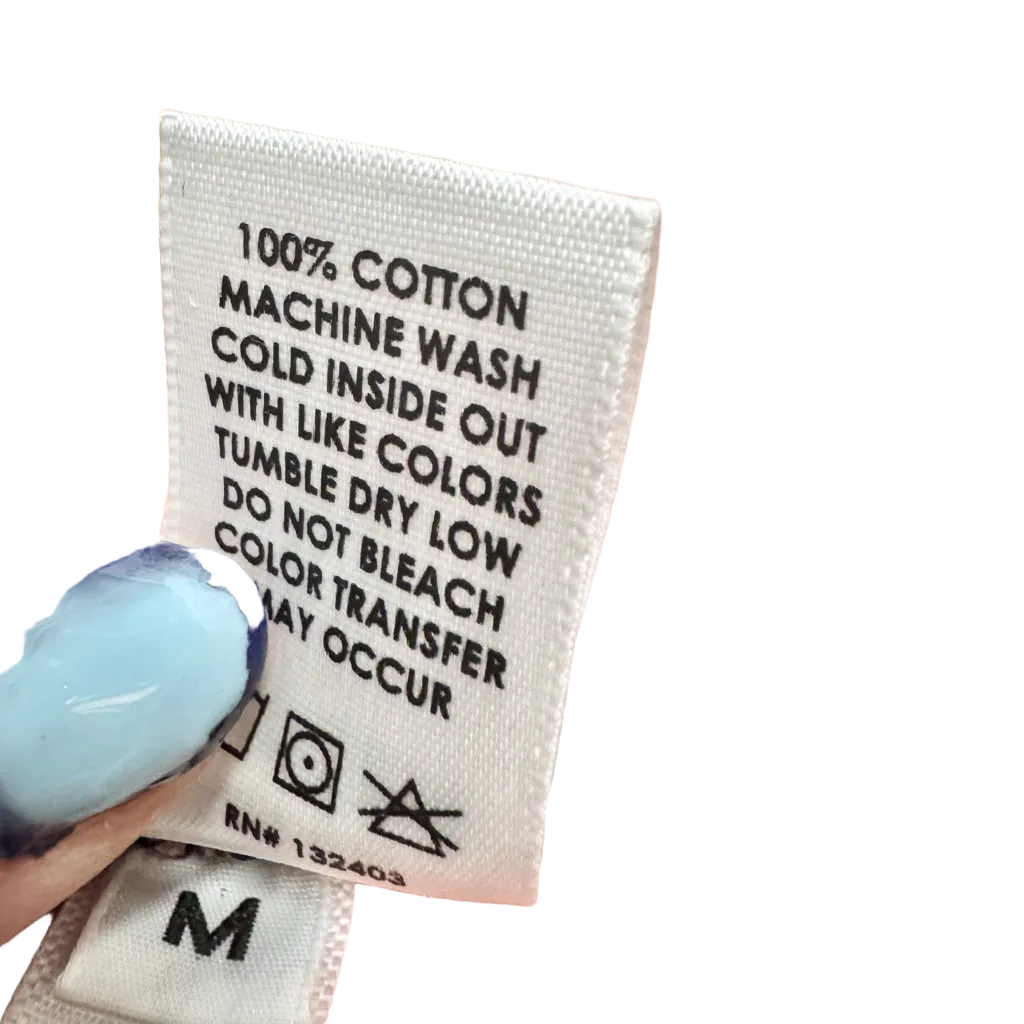 100% COTTON
MACHINE WASH
COLD INSIDE OUT
WITH LIKE COLORS
TUMBLE DRY LOW
DO NOT BLEACH
COLOR TRANSFER
MAY OCCUR
RN# 132403
M